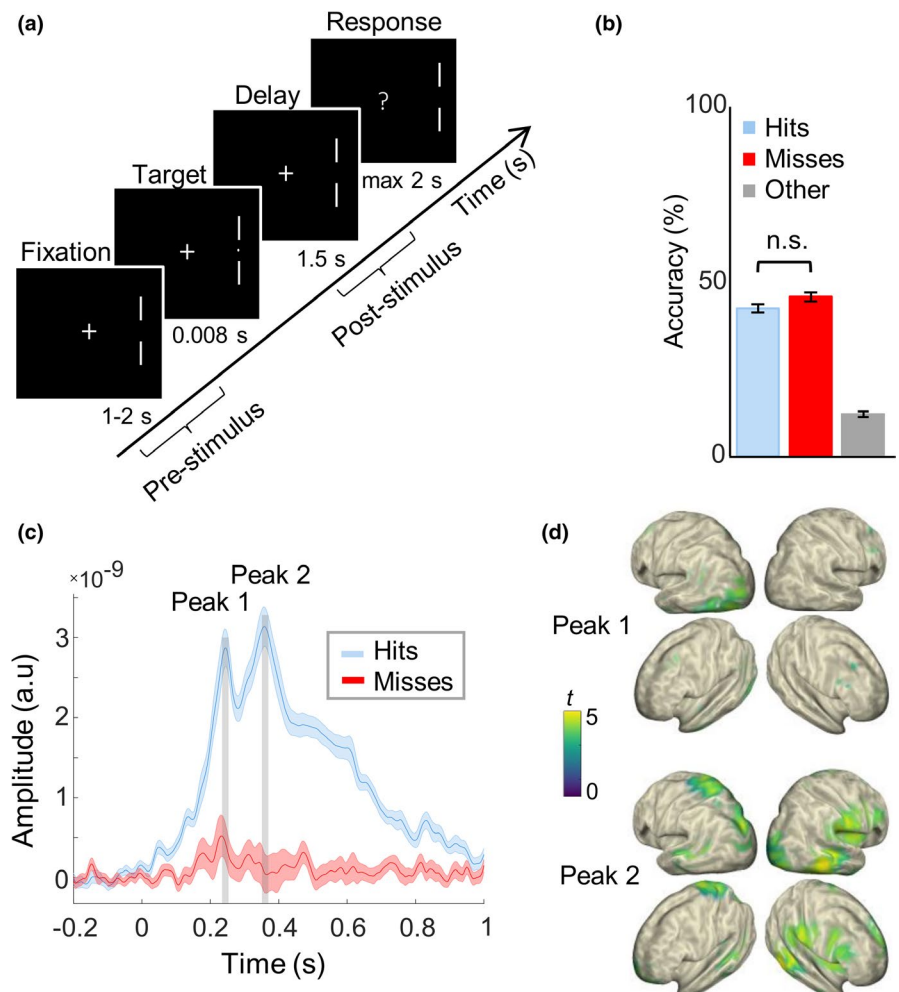 (a)
Response
?
Delay
+
max 2 s
Time (s)
Target
+
1.5 s
Post-stimulus
Fixation
+
0.008 s
1-2 s
Pre-stimulus
(b)
100
Hits
Misses
Other
Accuracy (%)
n.s.
50
0
(c)
×10-9
Peak 2
Peak 1
3
Hits
Misses
2
Amplitude (a.u)
1
0
-0.2 0 0.2 0.4 0.6 0.8 1
Time (s)
(d)
Peak 1
t
5
0
Peak 2